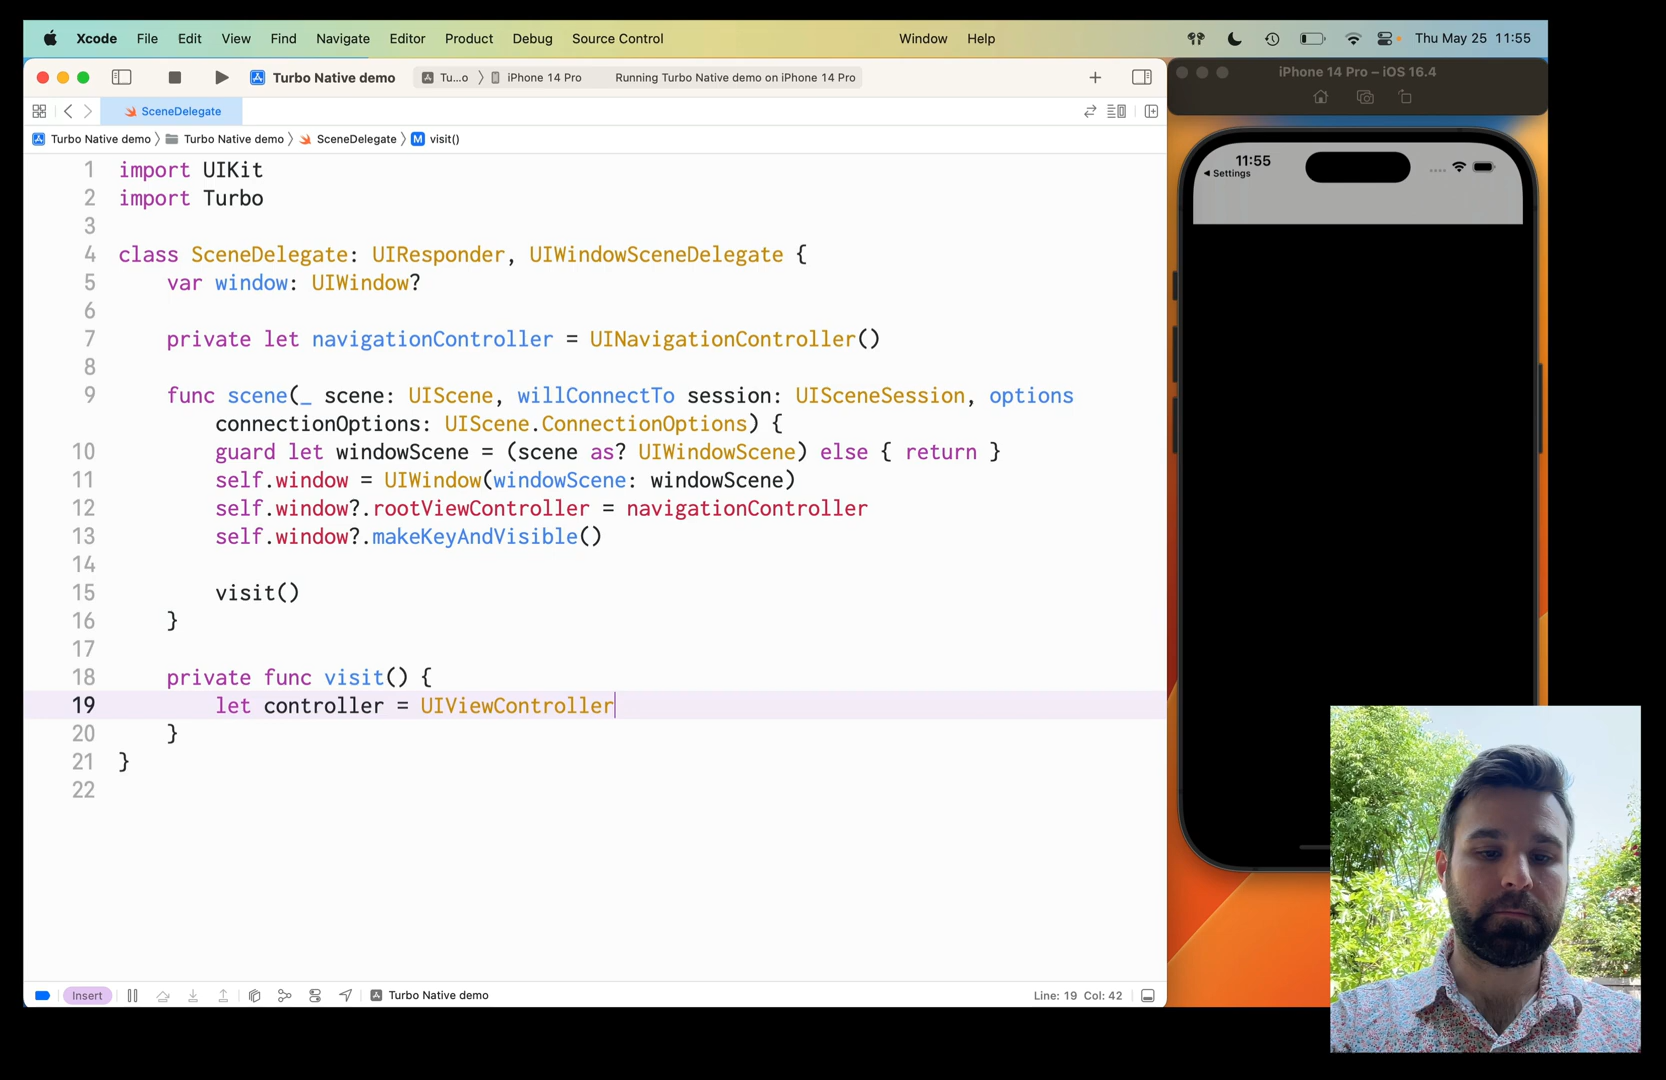 Xcode File Edit View Find Navigate Editor Product Debug Source Control Window Help Thu May 25 11:55
Turbo Native demo Tu...o iPhone 14 Pro Running Turbo Native demo on iPhone 14 Pro
SceneDelegate
Turbo Native demo Turbo Native demo SceneDelegate M visit()
1 import UIKit
2 import Turbo
3
4 class SceneDelegate: UIResponder, UIWindowSceneDelegate {
5 var window: UIWindow?
6
7 private let navigationController = UINavigationController()
8
9 func scene(_ scene: UIScene, willConnectTo session: UISceneSession, options
connectionOptions: UIScene.ConnectionOptions) {
10 guard let windowScene = (scene as? UIWindowScene) else { return }
11 self.window = UIWindow(windowScene: windowScene)
12 self.window?.rootViewController = navigationController
13 self.window?.makeKeyAndVisible()
14
15 visit()
16 }
17
18 private func visit() {
19 let controller = UIViewController
20 }
21 }
22
Insert Turbo Native demo Line: 19 Col: 42
iPhone 14 Pro – iOS 16.4
11:55
Settings